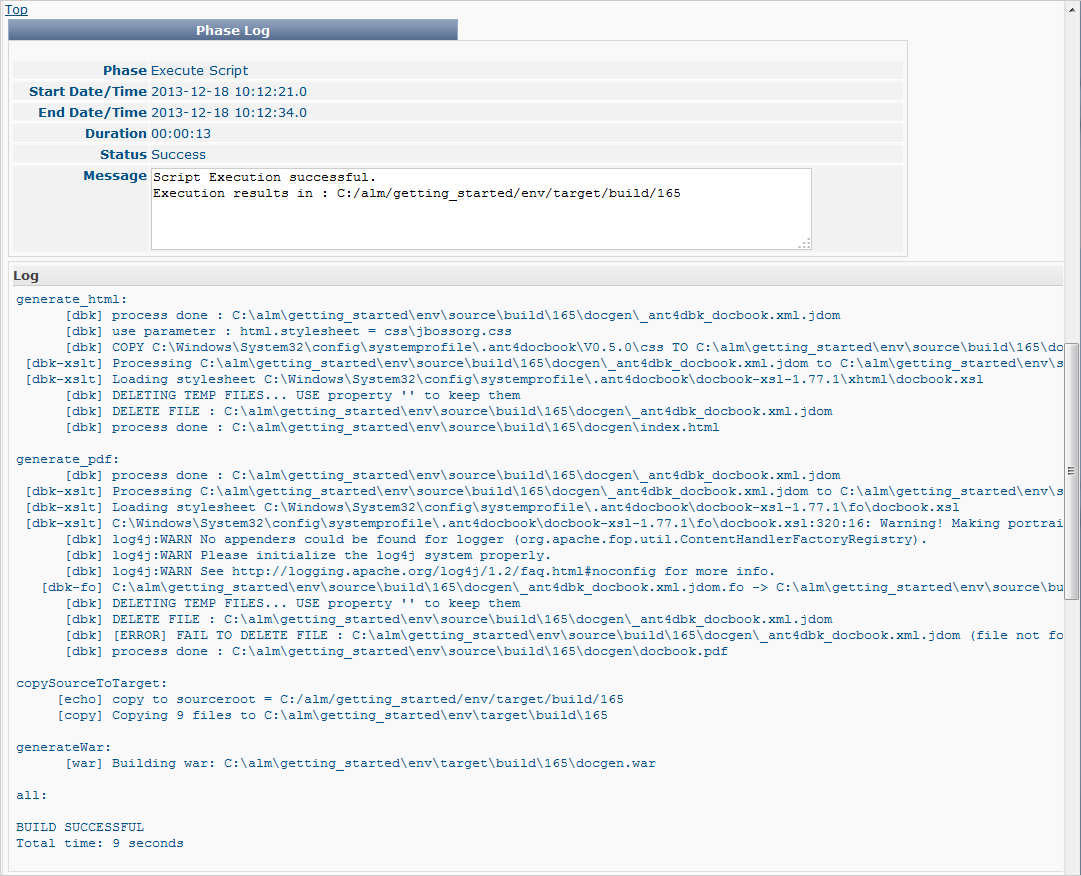 Top
Phase Log
Phase Execute Script
Start Date/Time 2013-12-18 10:12:21.0
End Date/Time 2013-12-18 10:12:34.0
Duration 00:00:13
Status Success
Message Script Execution successful.
Execution results in : C:/alm/getting_started/env/target/build/165
Log
generate_html:
[dbk] process done : C:\alm\getting_started\env\source\build\165\docgen\_ant4dbk_docbook.xml.jdom
[dbk] use parameter : html.stylesheet = css\jbossorg.css
[dbk] COPY C:\Windows\System32\config\systemprofile\.ant4docbook\V0.5.0\css TO C:\alm\getting_started\env\source\build\165\do
[dbk-xslt] Processing C:\alm\getting_started\env\source\build\165\docgen\_ant4dbk_docbook.xml.jdom to C:\alm\getting_started\env\s
[dbk-xslt] Loading stylesheet C:\Windows\System32\config\systemprofile\.ant4docbook\docbook-xsl-1.77.1\xhtml\docbook.xsl
[dbk] DELETING TEMP FILES... USE property '' to keep them
[dbk] DELETE FILE : C:\alm\getting_started\env\source\build\165\docgen\_ant4dbk_docbook.xml.jdom
[dbk] process done : C:\alm\getting_started\env\source\build\165\docgen\index.html
generate_pdf:
[dbk] process done : C:\alm\getting_started\env\source\build\165\docgen\_ant4dbk_docbook.xml.jdom
[dbk-xslt] Processing C:\alm\getting_started\env\source\build\165\docgen\_ant4dbk_docbook.xml.jdom to C:\alm\getting_started\env\s
[dbk-xslt] Loading stylesheet C:\Windows\System32\config\systemprofile\.ant4docbook\docbook-xsl-1.77.1\fo\docbook.xsl
[dbk-xslt] C:\Windows\System32\config\systemprofile\.ant4docbook\docbook-xsl-1.77.1\fo\docbook.xsl:320:16: Warning! Making portrai
[dbk] log4j:WARN No appenders could be found for logger (org.apache.fop.util.ContentHandlerFactoryRegistry).
[dbk] log4j:WARN Please initialize the log4j system properly.
[dbk] log4j:WARN See http://logging.apache.org/log4j/1.2/faq.html#noconfig for more info.
[dbk-fo] C:\alm\getting_started\env\source\build\165\docgen\_ant4dbk_docbook.xml.jdom.fo -> C:\alm\getting_started\env\source\bu
[dbk] DELETING TEMP FILES... USE property '' to keep them
[dbk] DELETE FILE : C:\alm\getting_started\env\source\build\165\docgen\_ant4dbk_docbook.xml.jdom
[dbk] [ERROR] FAIL TO DELETE FILE : C:\alm\getting_started\env\source\build\165\docgen\_ant4dbk_docbook.xml.jdom (file not fo
[dbk] process done : C:\alm\getting_started\env\source\build\165\docgen\docbook.pdf
copySourceToTarget:
[echo] copy to sourceroot = C:/alm/getting_started/env/target/build/165
[copy] Copying 9 files to C:\alm\getting_started\env\target\build\165
generateWar:
[war] Building war: C:\alm\getting_started\env\target\build\165\docgen.war
all:
BUILD SUCCESSFUL
Total time: 9 seconds